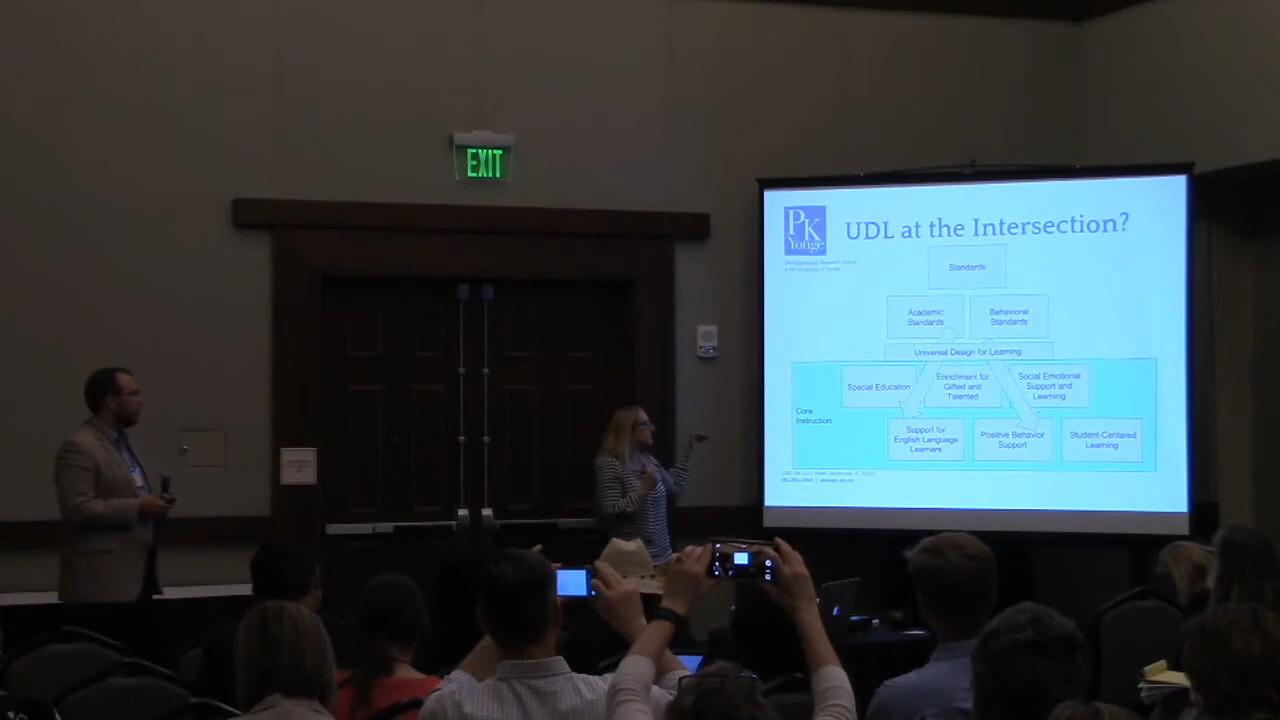 EXIT
PK
Yonge
UDL at the Intersection?
Standards
Academic
Standards
Behavioral
Standards
Universal Design for Learning
Special Education
Enrichment for
Gifted and
Talented
Social Emotional
Support and
Learning
Core
Instruction
Support for
English Language
Learners
Positive Behavior
Support
Student-Centered
Learning